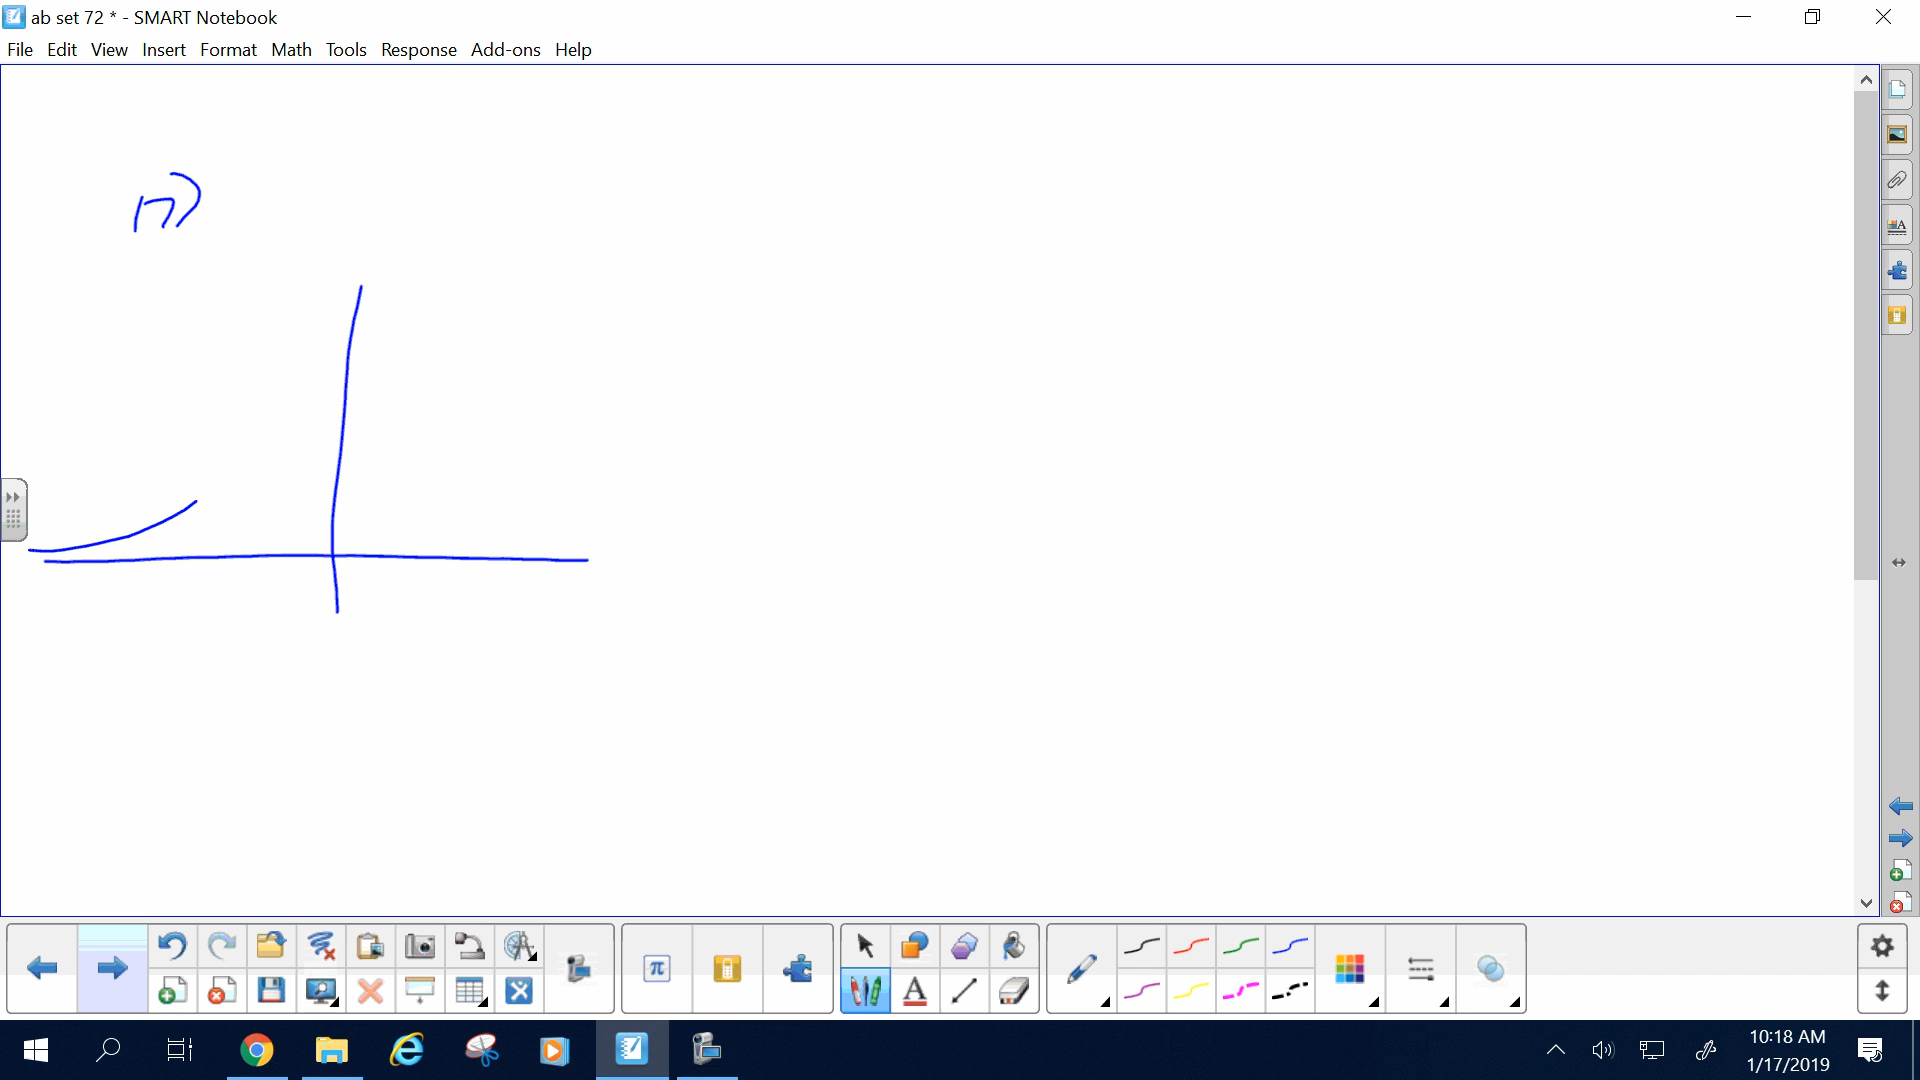 ab set 72 * - SMART Notebook
File Edit View Insert Format Math Tools Response Add-ons Help
17)
10:18 AM
1/17/2019